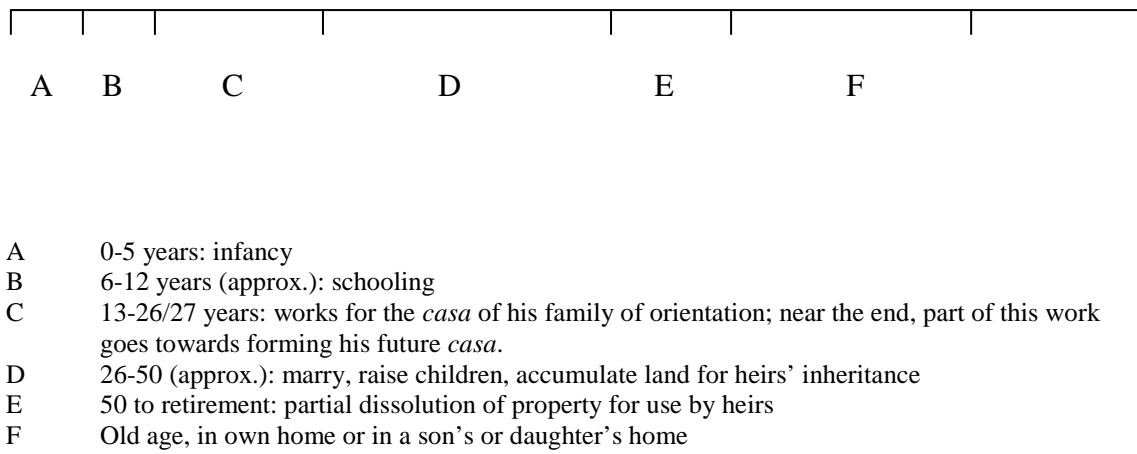 A B C D E F
A 0-5 years: infancy
B 6-12 years (approx.): schooling
C 13-26/27 years: works for the casa of his family of orientation; near the end, part of this work
goes towards forming his future casa.
D 26-50 (approx.): marry, raise children, accumulate land for heirs’ inheritance
E 50 to retirement: partial dissolution of property for use by heirs
F Old age, in own home or in a son’s or daughter’s home